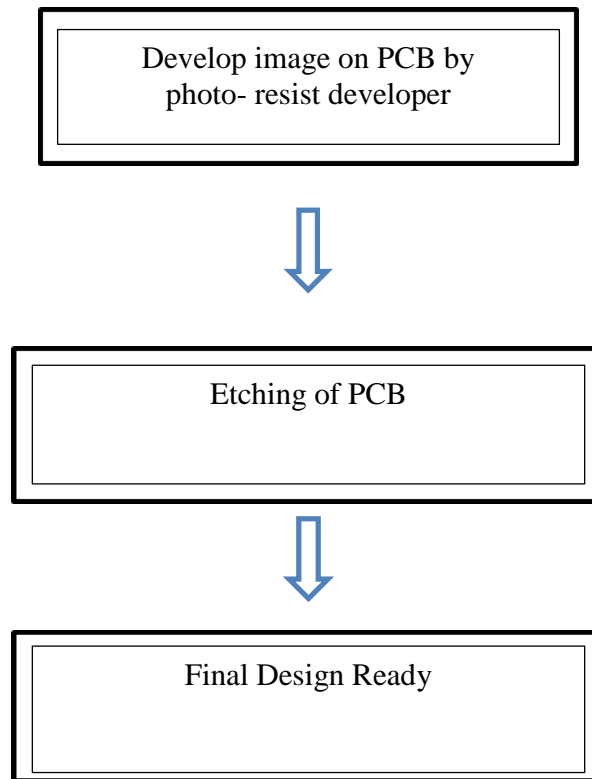 Develop image on PCB by
photo- resist developer
Etching of PCB
Final Design Ready